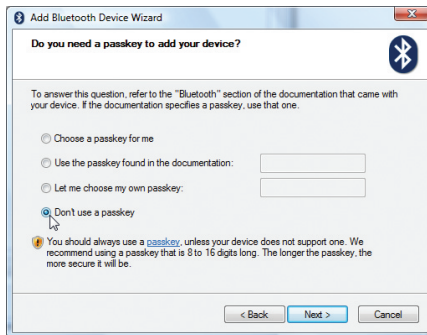 Add Bluetooth Device Wizard
Do you need a passkey to add your device?
To answer this question, refer to the "Bluetooth" section of the documentation that came with
your device. If the documentation specifies a passkey, use that one.
Choose a passkey for me
Use the passkey found in the documentation:
Let me choose my own passkey:
Don't use a passkey
You should always use a passkey, unless your device does not support one. We
recommend using a passkey that is 8 to 16 digits long. The longer the passkey, the
more secure it will be.
< Back Next > Cancel